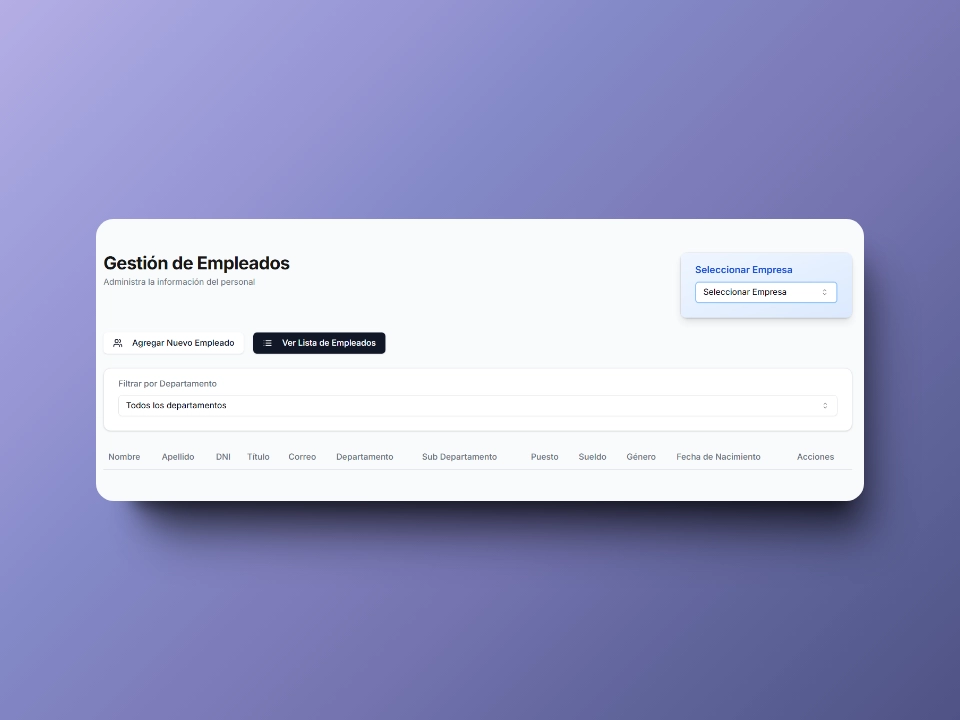 Gestión de Empleados
Administra la información del personal
Seleccionar Empresa
Seleccionar Empresa
Agregar Nuevo Empleado
Ver Lista de Empleados
Filtrar por Departamento
Todos los departamentos
Nombre Apellido DNI Título Correo Departamento Sub Departamento Puesto Sueldo Género Fecha de Nacimiento Acciones